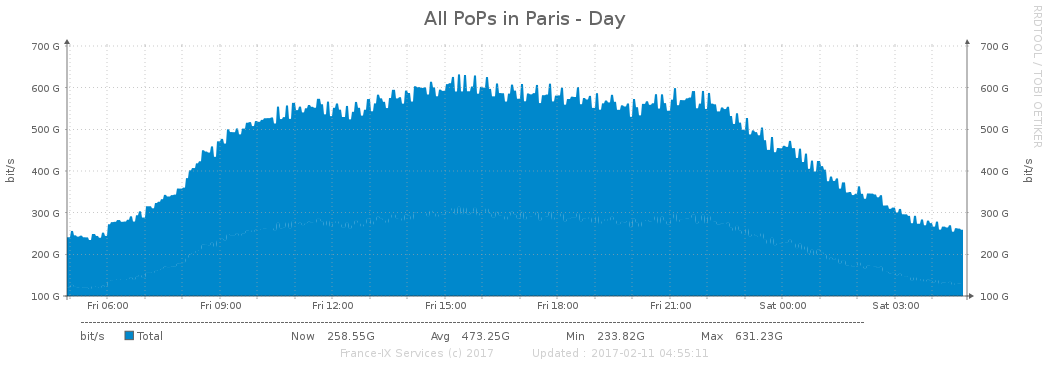 All PoPs in Paris - Day
RRDTOOL / TOBI OETIKER
bit/s
700 G
600 G
500 G
400 G
300 G
200 G
100 G
700 G
600 G
500 G
400 G
300 G
200 G
100 G
bit/s
Fri 06:00 Fri 09:00 Fri 12:00 Fri 15:00 Fri 18:00 Fri 21:00 Sat 00:00 Sat 03:00
bit/s Total Now 258.55G Avg 473.25G Min 233.82G Max 631.23G
France-IX Services (c) 2017 Updated : 2017-02-11 04:55:11